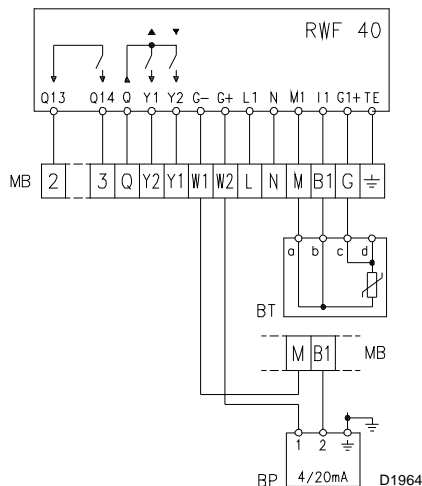 RWF 40
Q13 Q14 Q Y1 Y2 G- G+ L1 N M1 I1 G1+ TE
MB 2 3 Q Y2 Y1 W1 W2 L N M B1 G
a b c d
BT
M B1 MB
1 2
BP 4/20mA D1964